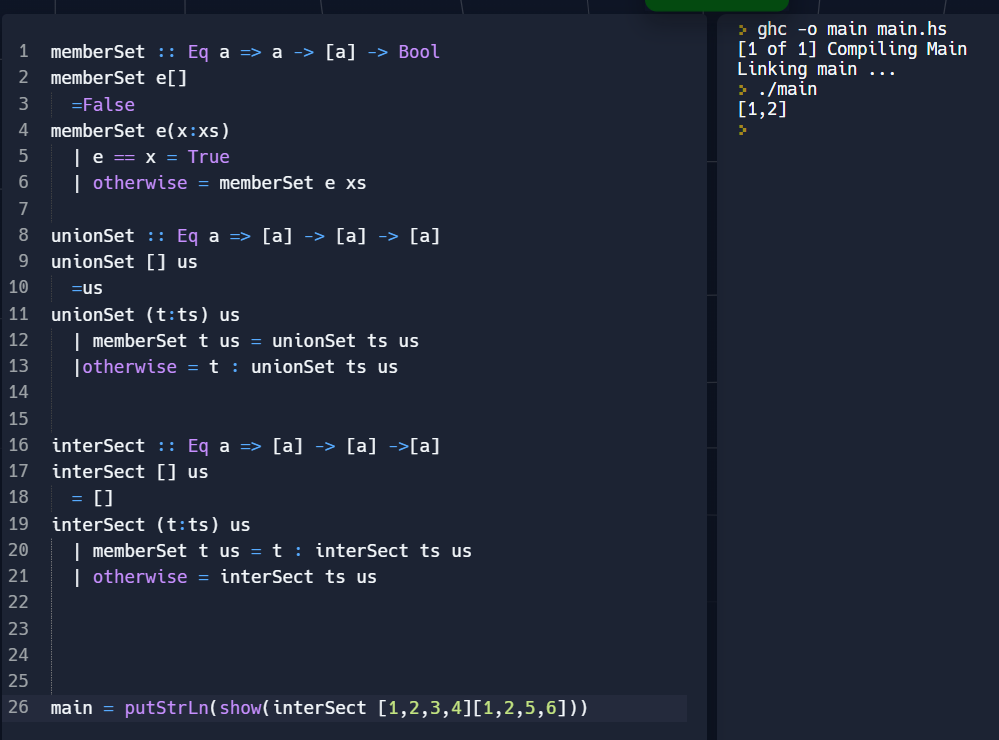 1 memberSet :: Eq a => a -> [a] -> Bool
2 memberSet e[]
3   =False
4 memberSet e(x:xs)
5   | e == x = True
6   | otherwise = memberSet e xs
7
8 unionSet :: Eq a => [a] -> [a] -> [a]
9 unionSet [] us
10   =us
11 unionSet (t:ts) us
12   | memberSet t us = unionSet ts us
13   |otherwise = t : unionSet ts us
14
15
16 interSect :: Eq a => [a] -> [a] ->[a]
17 interSect [] us
18   = []
19 interSect (t:ts) us
20   | memberSet t us = t : interSect ts us
21   | otherwise = interSect ts us
22
23
24
25
26 main = putStrLn(show(interSect [1,2,3,4][1,2,5,6]))
> ghc -o main main.hs
[1 of 1] Compiling Main
Linking main ...
> ./main
[1,2]
>